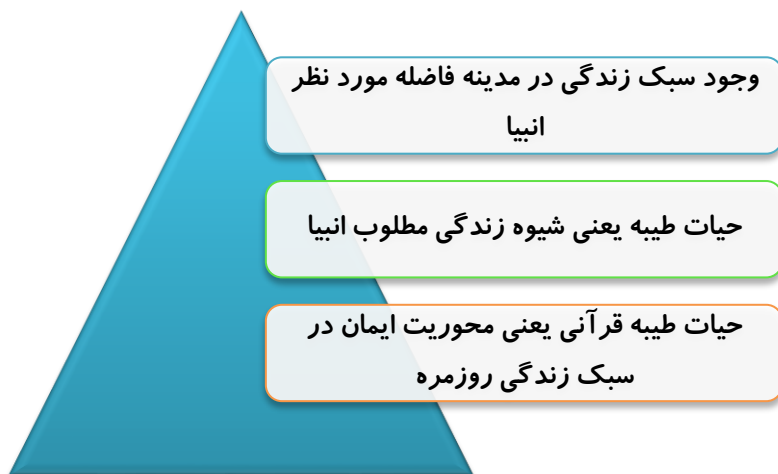 وجود سبک زندگی در مدینه فاضله مورد نظر
انبیا
حیات طیبه یعنی شیوه زندگی مطلوب انبیا
حیات طیبه قرآنی یعنی محوریت ایمان در
سبک زندگی روزمره